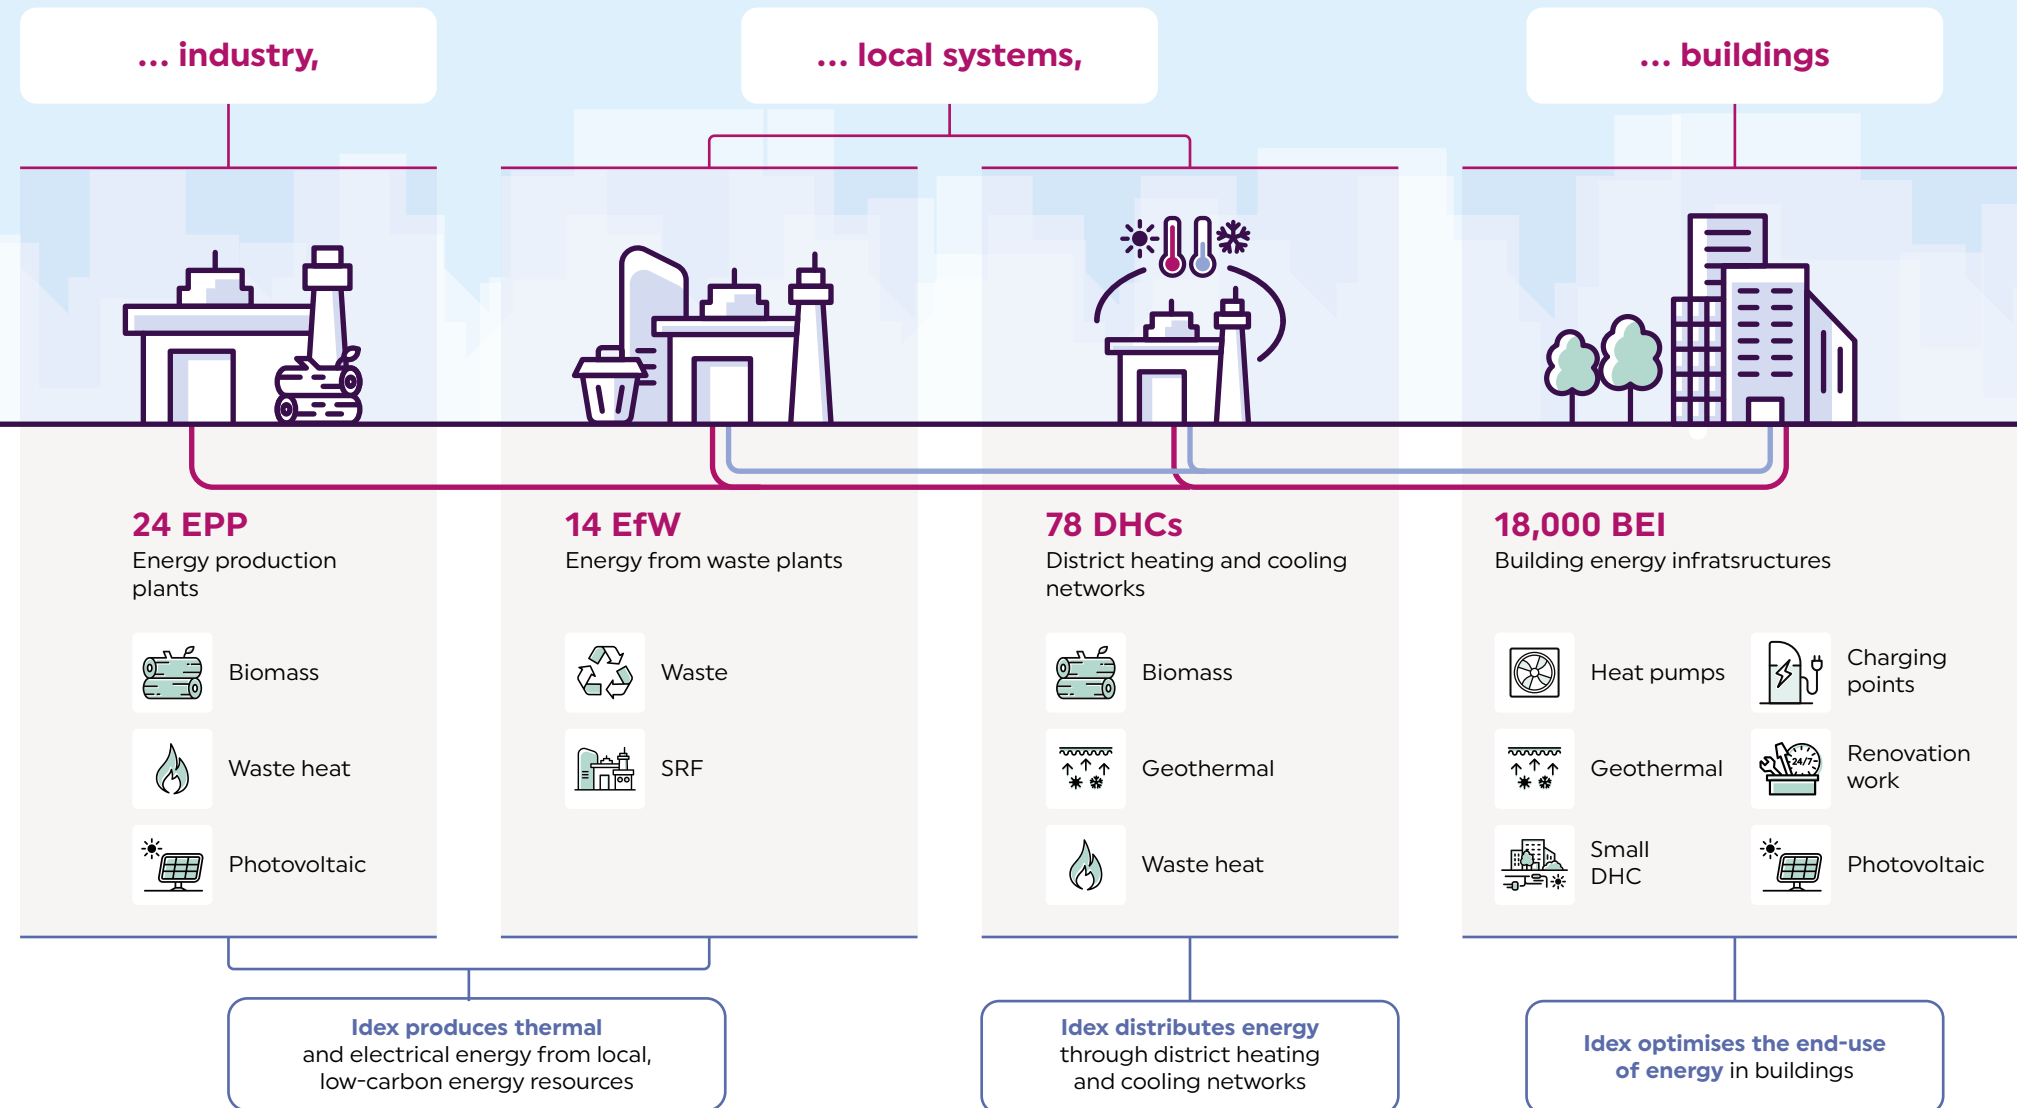 ... industry,
... local systems,
... buildings
24 EPP
Energy production
plants
Biomass
Waste heat
Photovoltaic
14 EfW
Energy from waste plants
Waste
SRF
78 DHCs
District heating and cooling
networks
Biomass
Geothermal
Waste heat
18,000 BEI
Building energy infratsructures
Heat pumps
Geothermal
Small
DHC
Charging
points
24/7
Renovation
work
Photovoltaic
Idex produces thermal
and electrical energy from local,
low-carbon energy resources
Idex distributes energy
through district heating
and cooling networks
Idex optimises the end-use
of energy in buildings